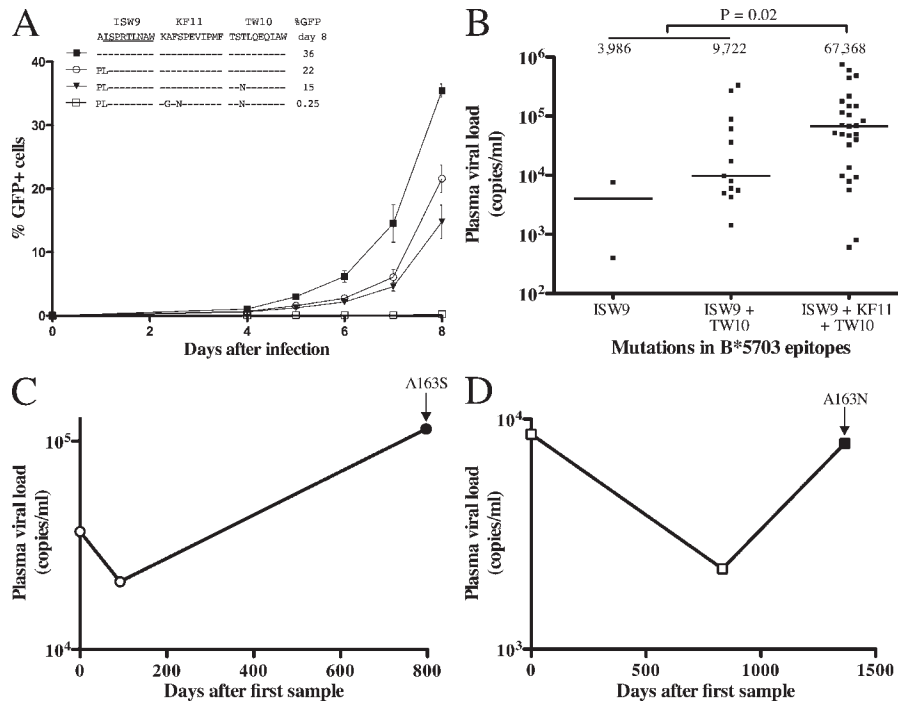 A
ISW9 KF11 TW10 %GFP
AISPRTLNAW KAFSPEVIPMF TSTLQEQIAW day 8
---------- ----------- ---------- 36
PL-------- ----------- ---------- 22
PL-------- ----------- --N------- 15
PL-------- -G-N------- --N------- 0.25
40
30
20
10
0
% GFP+ cells
0 2 4 6 8
Days after infection
B
P = 0.02
3,986 9,722 67,368
10^6
10^5
10^4
10^3
10^2
Plasma viral load
(copies/ml)
ISW9 ISW9 + ISW9 + KF11
TW10 + TW10
Mutations in B*5703 epitopes
C
A163S
10^5
10^4
Plasma viral load
(copies/ml)
0 200 400 600 800
Days after first sample
D
A163N
10^4
10^3
Plasma viral load
(copies/ml)
0 500 1000 1500
Days after first sample